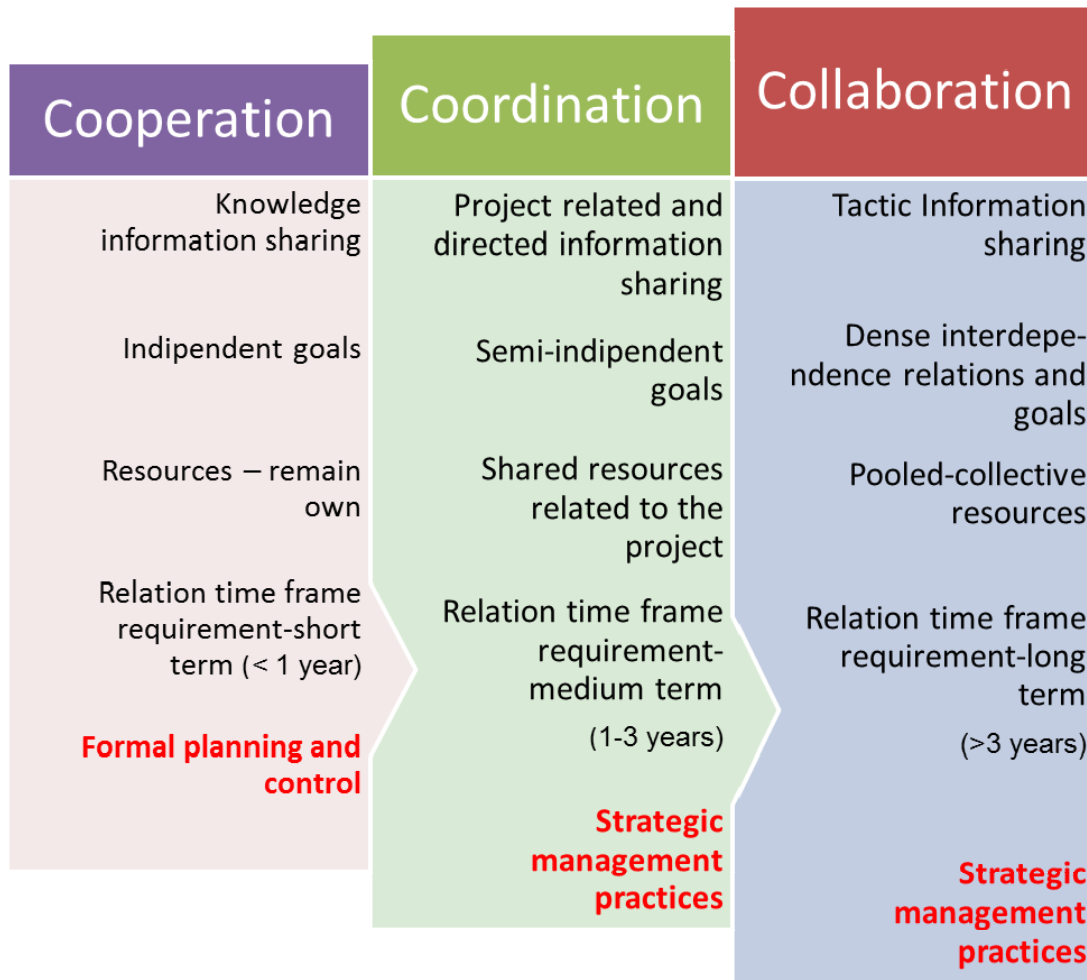 Cooperation
Knowledge
information sharing
Indipendent goals
Resources – remain
own
Relation time frame
requirement-short
term (< 1 year)
Formal planning and
control
Coordination
Project related and
directed information
sharing
Semi-indipendent
goals
Shared resources
related to the
project
Relation time frame
requirement-
medium term
(1-3 years)
Strategic
management
practices
Collaboration
Tactic Information
sharing
Dense interdepe-
ndence relations and
goals
Pooled-collective
resources
Relation time frame
requirement-long
term
(>3 years)
Strategic
management
practices